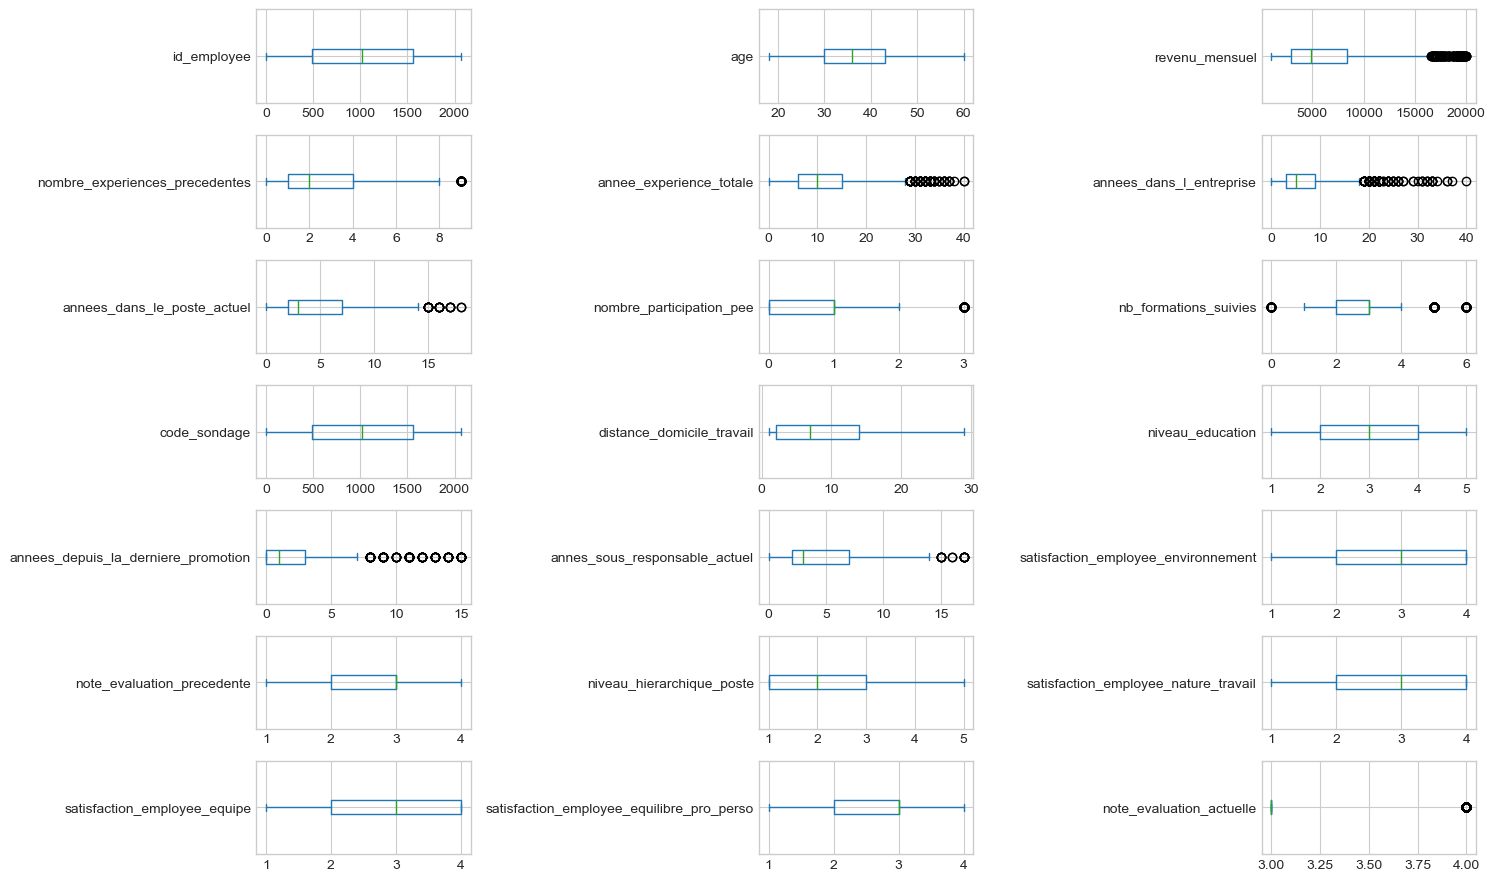 id_employee
0 500 1000 1500 2000
age
20 30 40 50 60
revenu_mensuel
5000 10000 15000 20000
nombre_experiences_precedentes
0 2 4 6 8
annee_experience_totale
0 10 20 30 40
annees_dans_l_entreprise
0 10 20 30 40
annees_dans_le_poste_actuel
0 5 10 15
nombre_participation_pee
0 1 2 3
nb_formations_suivies
0 2 4 6
code_sondage
0 500 1000 1500 2000
distance_domicile_travail
0 10 20 30
niveau_education
1 2 3 4 5
annees_depuis_la_derniere_promotion
0 5 10 15
annes_sous_responsable_actuel
0 5 10 15
satisfaction_employee_environnement
1 2 3 4
note_evaluation_precedente
1 2 3 4
niveau_hierarchique_poste
1 2 3 4 5
satisfaction_employee_nature_travail
1 2 3 4
satisfaction_employee_equipe
1 2 3 4
satisfaction_employee_equilibre_pro_perso
1 2 3 4
note_evaluation_actuelle
3.00 3.25 3.50 3.75 4.00